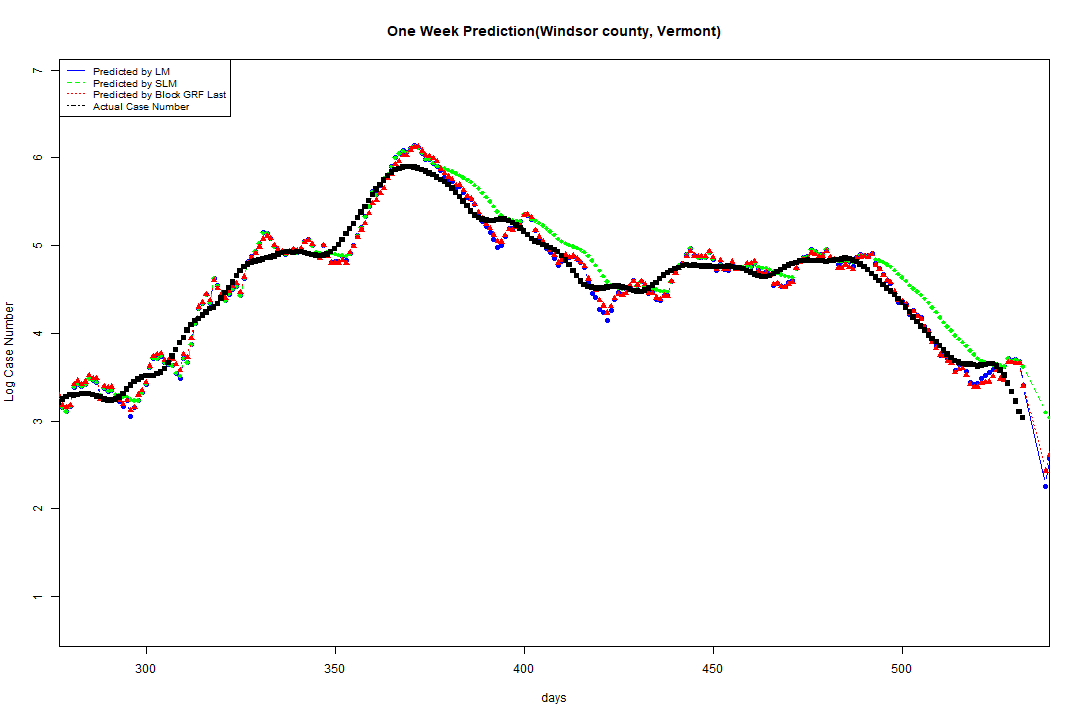 One Week Prediction(Windsor county, Vermont)
Predicted by LM
Predicted by SLM
Predicted by Block GRF Last
Actual Case Number
7
6
5
4
3
2
1
Log Case Number
300 350 400 450 500
days